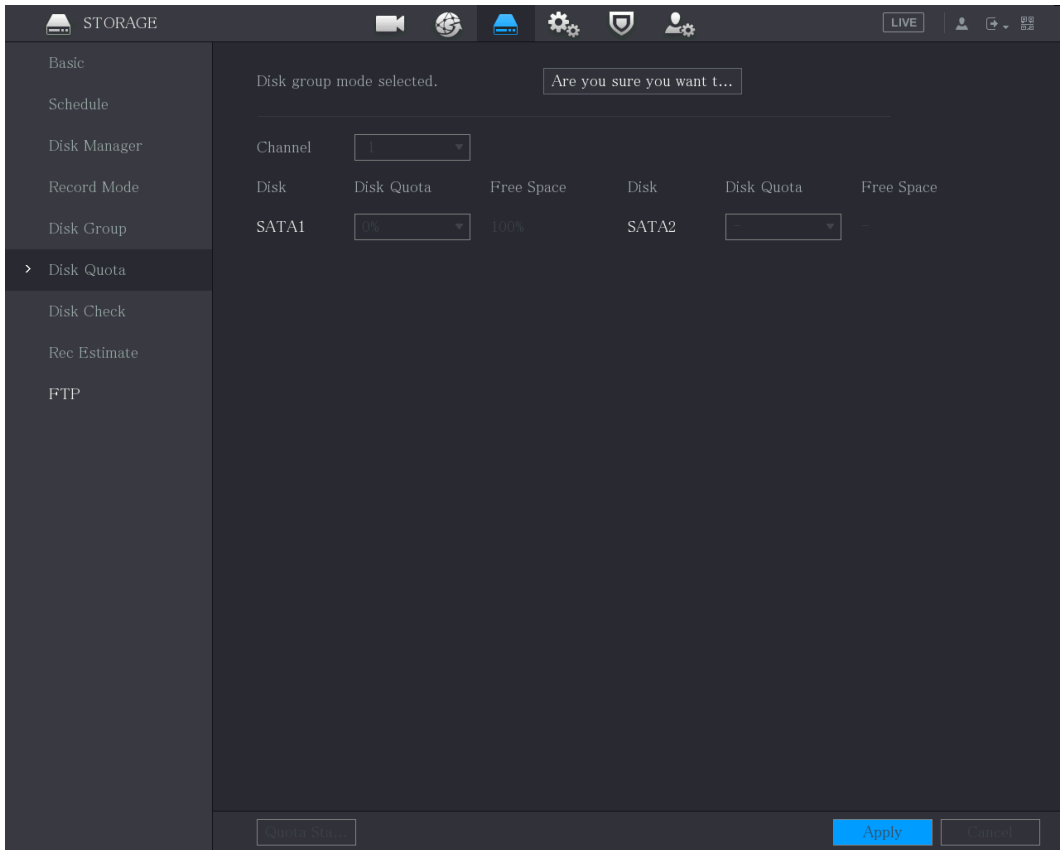 STORAGE
LIVE
Basic
Schedule
Disk Manager
Record Mode
Disk Group
Disk Quota
Disk Check
Rec Estimate
FTP
Disk group mode selected.
Are you sure you want t...
Channel 1
Disk Disk Quota Free Space Disk Disk Quota Free Space
SATA1 0% 100% SATA2 - -
Quota Sta... Apply Cancel